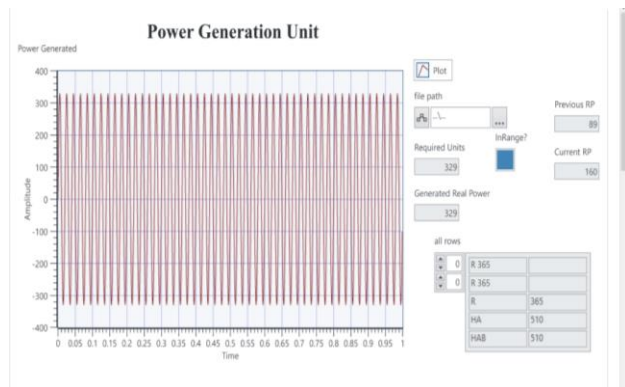 Power Generation Unit
Power Generated
400
300
200
100
0
-100
-200
-300
-400
Amplitude
0 0.05 0.1 0.15 0.2 0.25 0.3 0.35 0.4 0.45 0.5 0.55 0.6 0.65 0.7 0.75 0.8 0.85 0.9 0.95 1
Time
Plot
file path
..\..
...
Previous RP
89
Required Units
InRange?
329
Current RP
160
Generated Real Power
329
all rows
0 R 365
0 R 365
R 365
HA 510
HAB 510